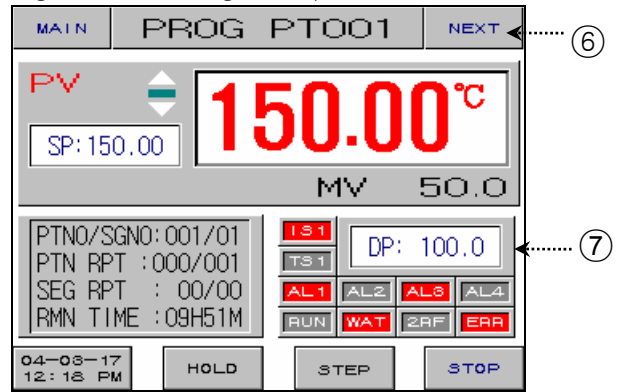 MAIN PROG PT001 NEXT ⑥
PV
150.00 ℃
SP:150.00
MV 50.0
PTNO/SGNO:001/01
PTN RPT :000/001
SEG RPT : 00/00
RMN TIME :09H51M
IS1
TS1
DP: 100.0 ⑦
AL1 AL2 AL3 AL4
RUN WAT 2RF ERR
04-03-17
12:18 PM
HOLD STEP STOP